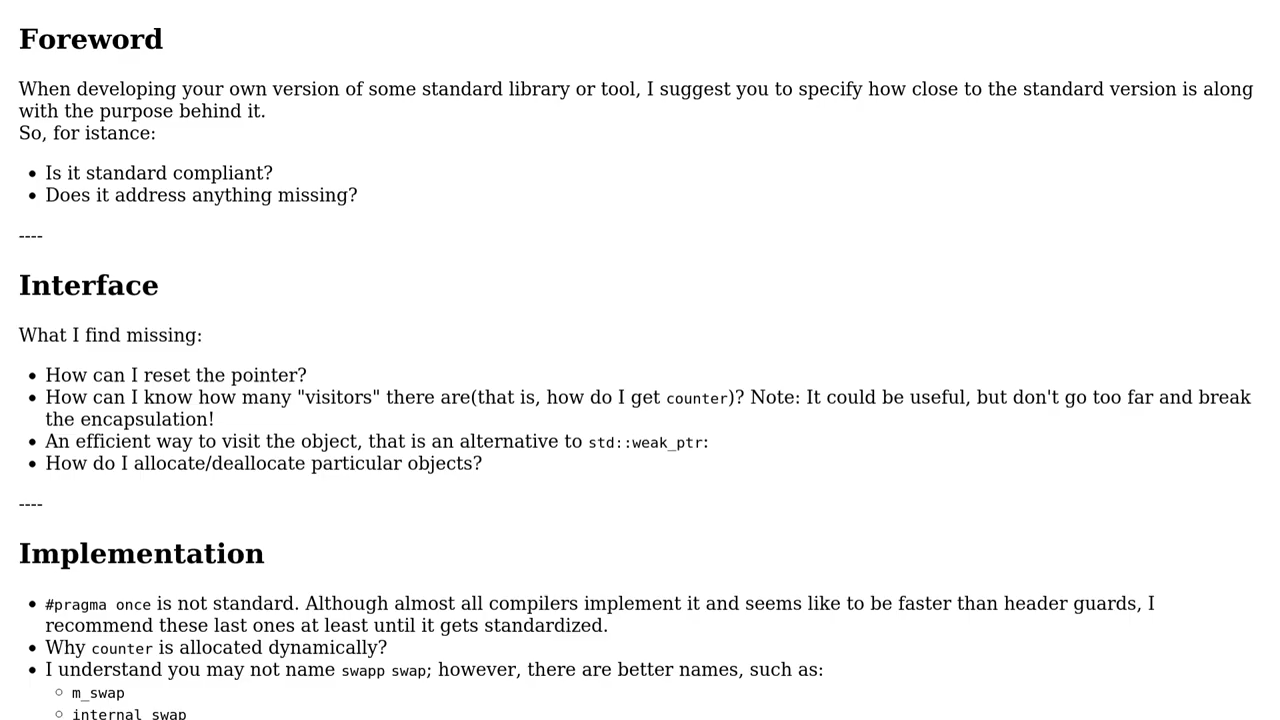 Foreword
When developing your own version of some standard library or tool, I suggest you to specify how close to the standard version is along
with the purpose behind it.
So, for istance:
• Is it standard compliant?
• Does it address anything missing?
----
Interface
What I find missing:
• How can I reset the pointer?
• How can I know how many "visitors" there are(that is, how do I get counter)? Note: It could be useful, but don't go too far and break
the encapsulation!
• An efficient way to visit the object, that is an alternative to std::weak_ptr:
• How do I allocate/deallocate particular objects?
----
Implementation
• #pragma once is not standard. Although almost all compilers implement it and seems like to be faster than header guards, I
recommend these last ones at least until it gets standardized.
• Why counter is allocated dynamically?
• I understand you may not name swapp swap; however, there are better names, such as:
◦ m_swap
◦ internal_swap